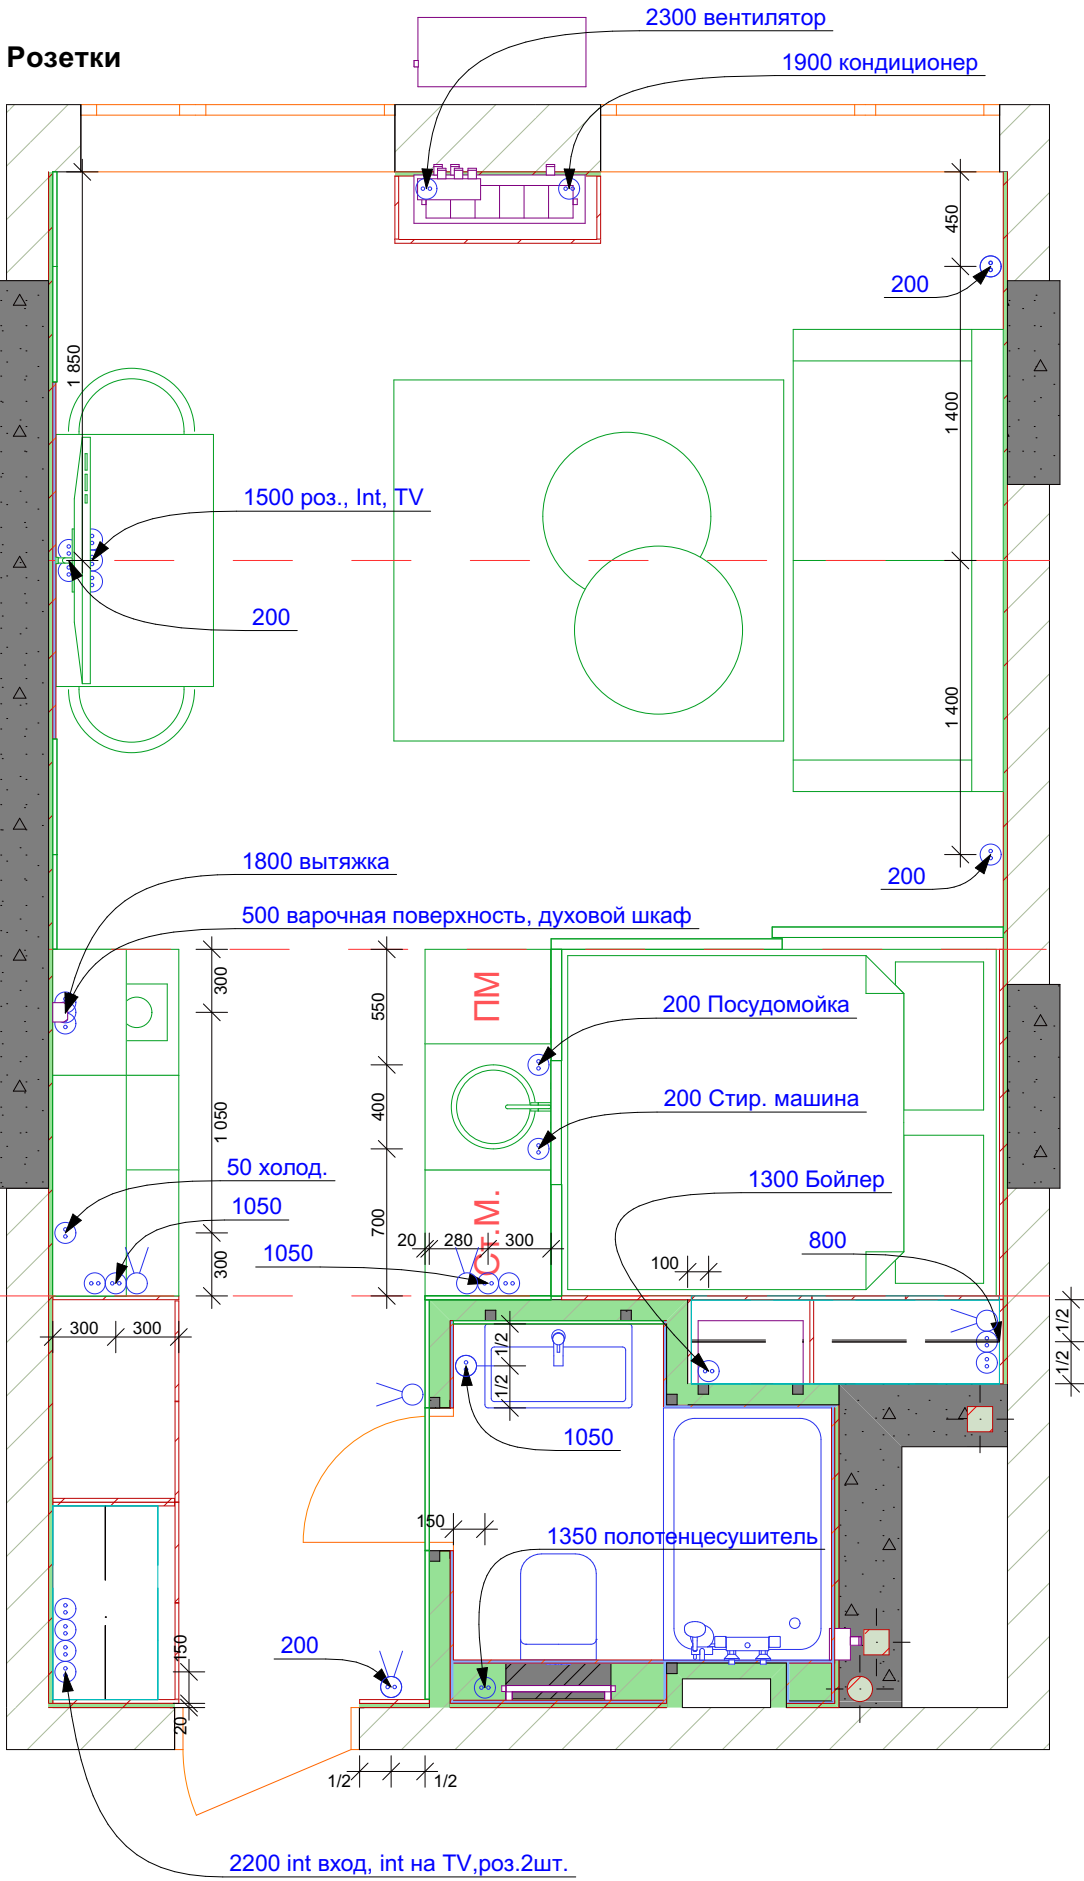 2300 вентилятор
Розетки
1900 кондиционер
450
200
1 850
1 400
1500 роз., Int, TV
200
1 400
1800 вытяжка
200
500 варочная поверхность, духовой шкаф
300
550
ПМ
200 Посудомойка
400
1 050
200 Стир. машина
50 холод.
1300 Бойлер
1050
700
Ст.М.
800
1050
20
280
300
300
100
300
300
1/2
1/2
1/2
1/2
1050
150
1350 полотенцесушитель
200
150
20
1/2
1/2
2200 int вход, int на TV,роз.2шт.